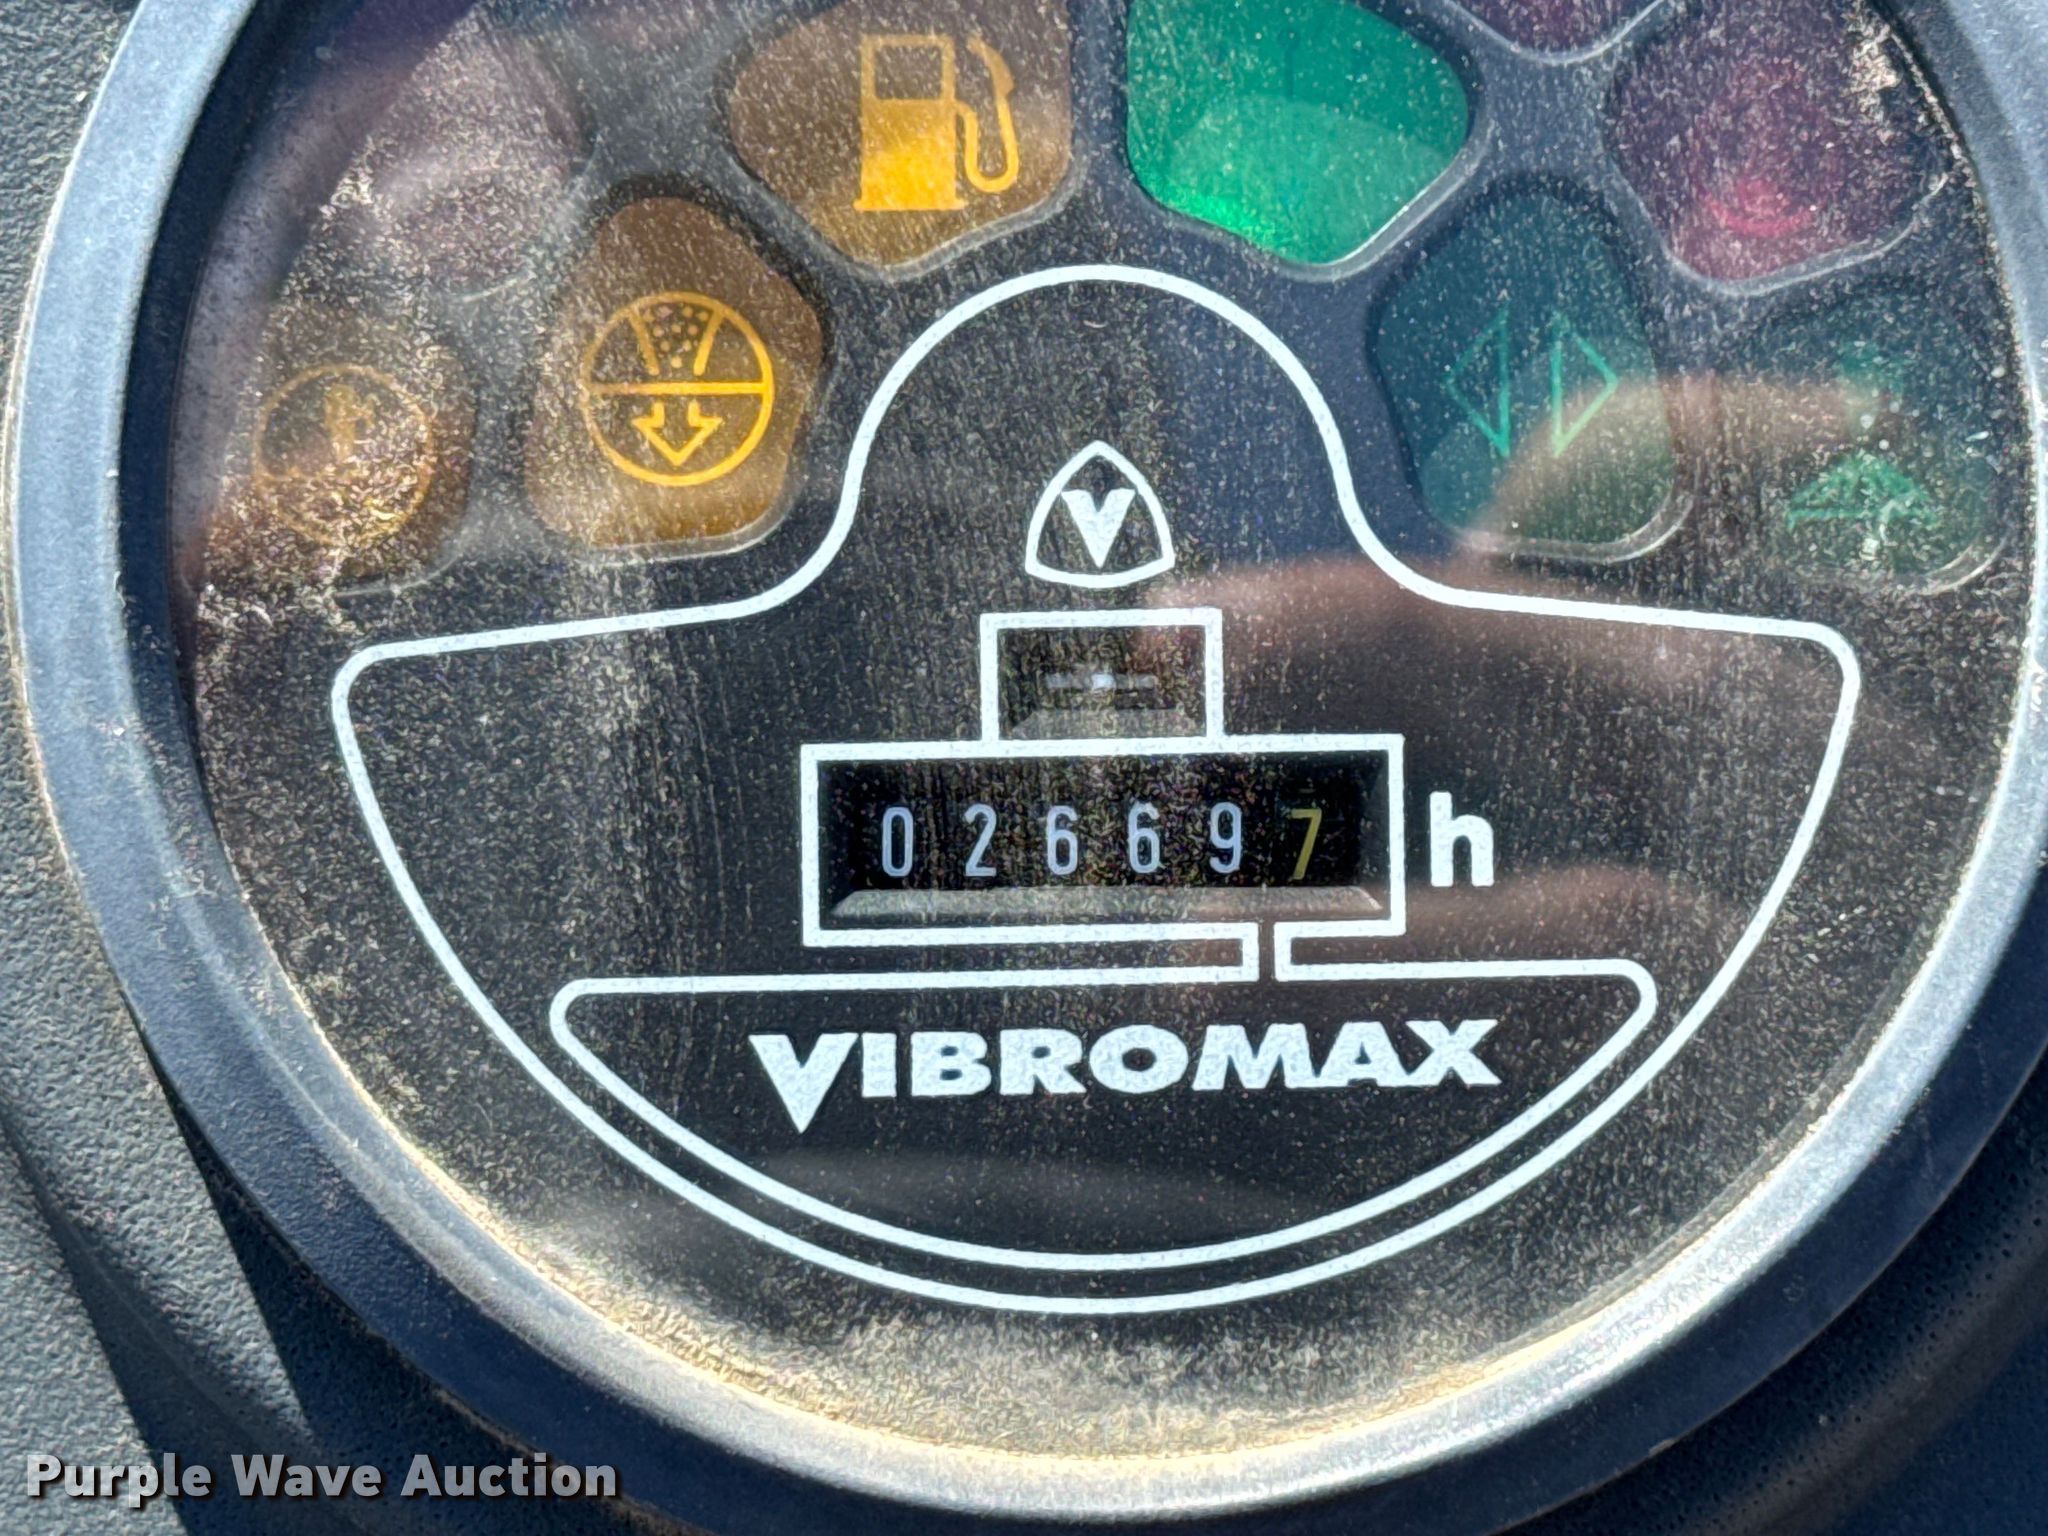 V
026697 h
VIBROMAX
Purple Wave Auction